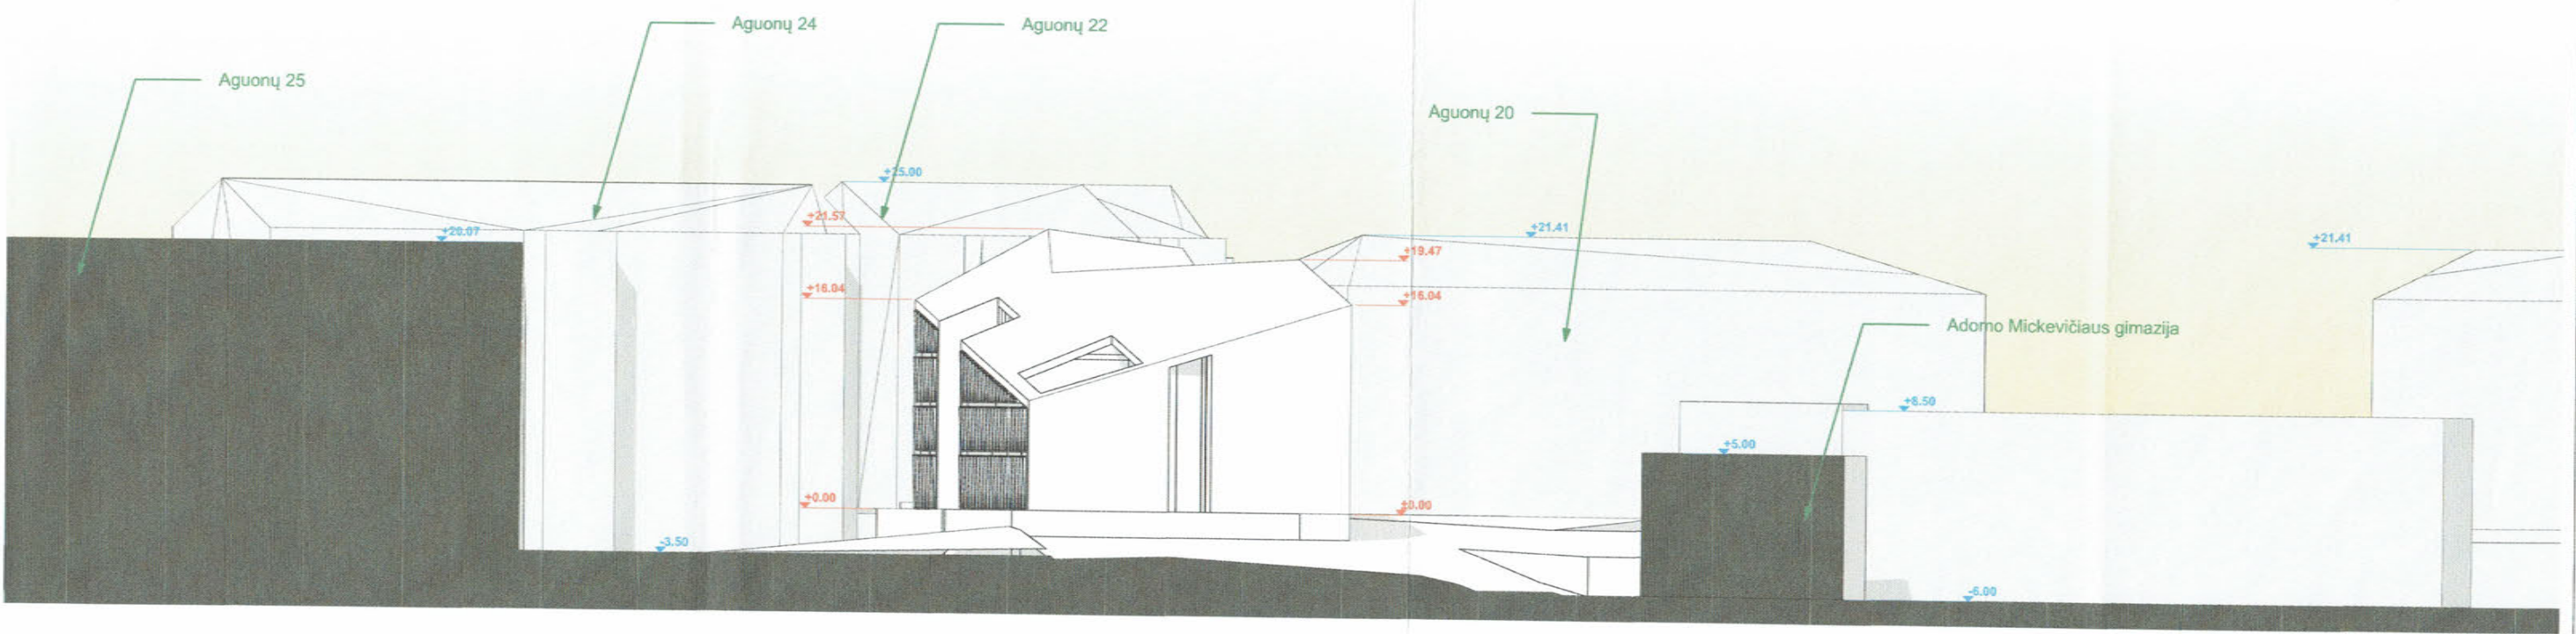 Aguonų 24
Aguonų 22
Aguonų 25
Aguonų 20
+25.00
+21.57
+20.07
+21.41
+21.41
+19.47
+16.04
+16.04
Adomo Mickevičiaus gimazija
+8.50
+5.00
±0.00
±0.00
-3.50
-6.00